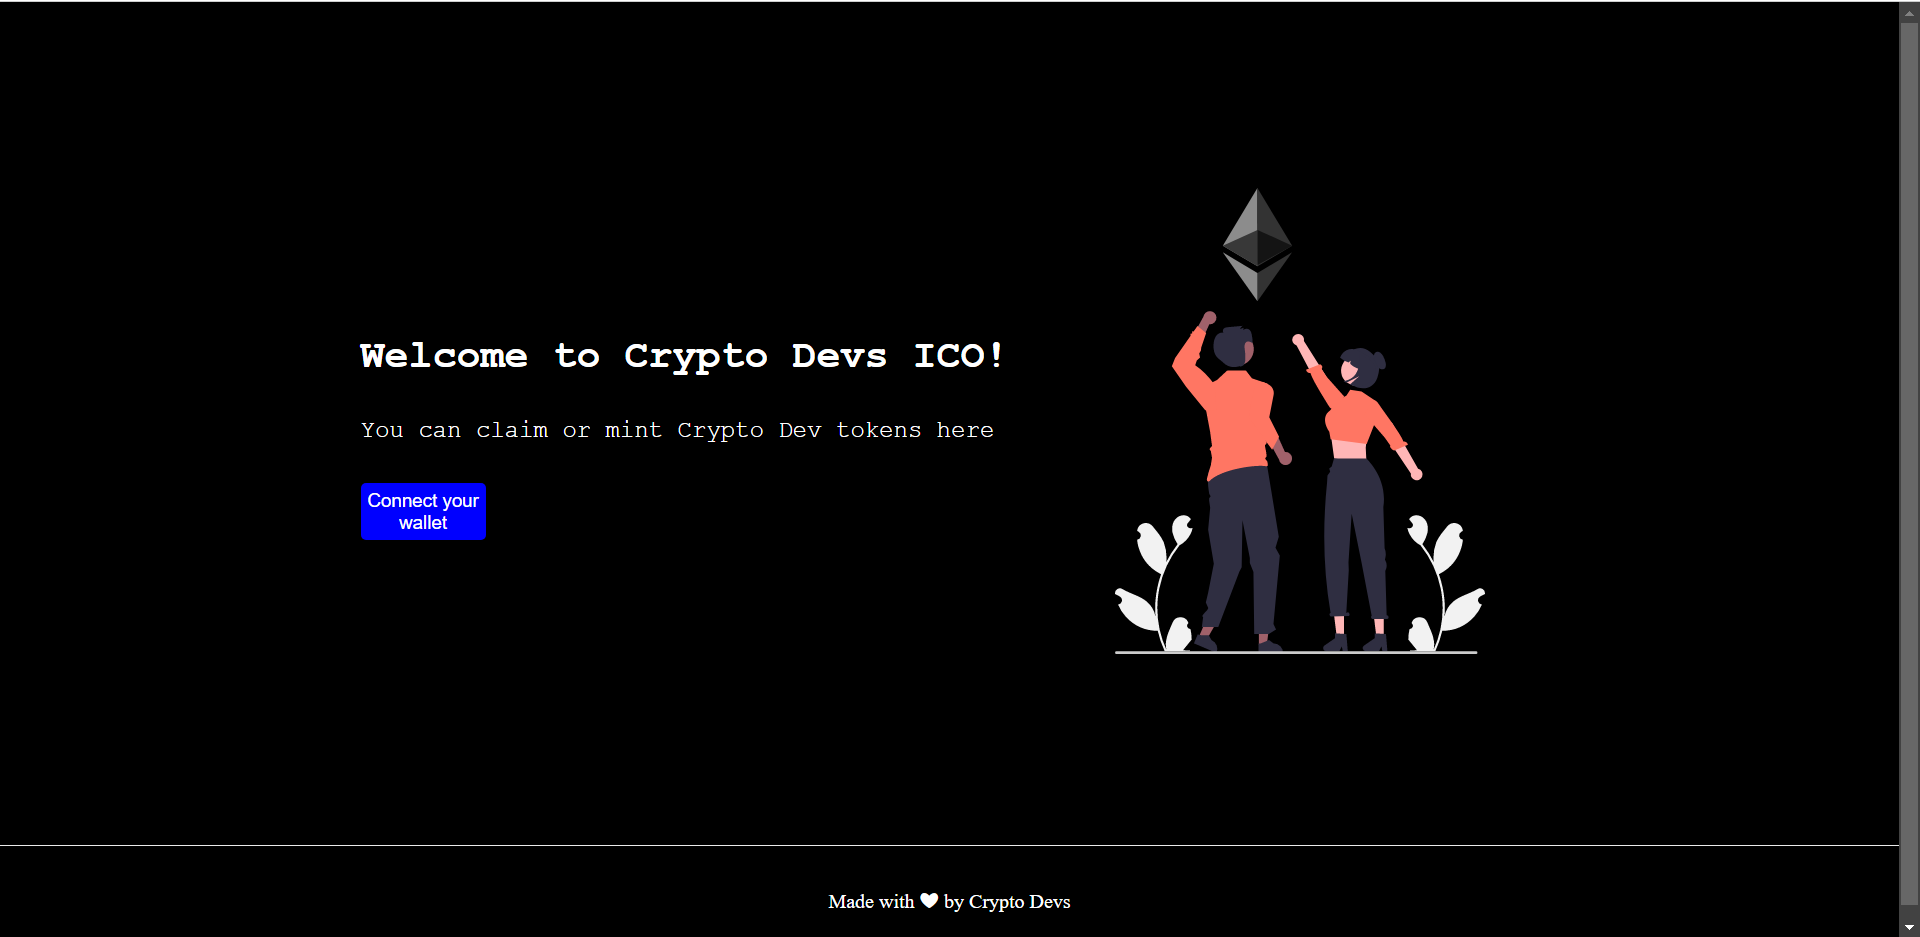 Welcome to Crypto Devs ICO!
You can claim or mint Crypto Dev tokens here
Connect your
wallet
Made with ♥ by Crypto Devs